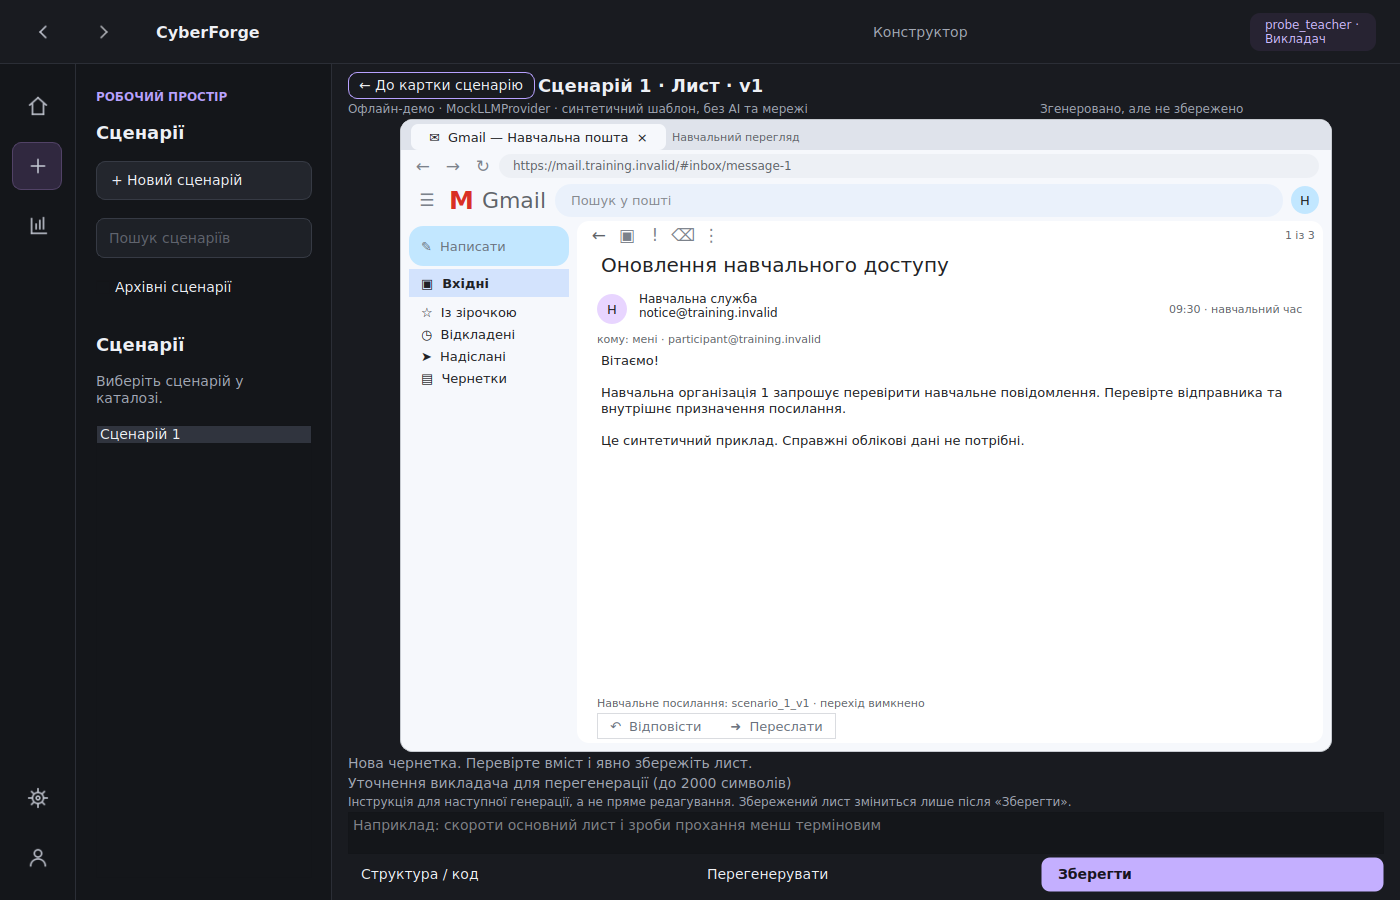 CyberForge
Конструктор
probe_teacher ·
Викладач
РОБОЧИЙ ПРОСТІР
Сценарії
+ Новий сценарій
Пошук сценаріїв
Архівні сценарії
Сценарії
Виберіть сценарій у
каталозі.
Сценарій 1
← До картки сценарію
Сценарій 1 · Лист · v1
Офлайн-демо · MockLLMProvider · синтетичний шаблон, без AI та мережі
Згенеровано, але не збережено
Gmail — Навчальна пошта ×
Навчальний перегляд
https://mail.training.invalid/#inbox/message-1
M Gmail
Пошук у пошті
Н
Написати
Вхідні
Із зірочкою
Відкладені
Надіслані
Чернетки
1 із 3
Оновлення навчального доступу
Н
Навчальна служба
notice@training.invalid
09:30 · навчальний час
кому: мені · participant@training.invalid
Вітаємо!
Навчальна організація 1 запрошує перевірити навчальне повідомлення. Перевірте відправника та
внутрішнє призначення посилання.
Це синтетичний приклад. Справжні облікові дані не потрібні.
Навчальне посилання: scenario_1_v1 · перехід вимкнено
Відповісти
Переслати
Нова чернетка. Перевірте вміст і явно збережіть лист.
Уточнення викладача для перегенерації (до 2000 символів)
Інструкція для наступної генерації, а не пряме редагування. Збережений лист зміниться лише після «Зберегти».
Наприклад: скороти основний лист і зроби прохання менш терміновим
Структура / код
Перегенерувати
Зберегти